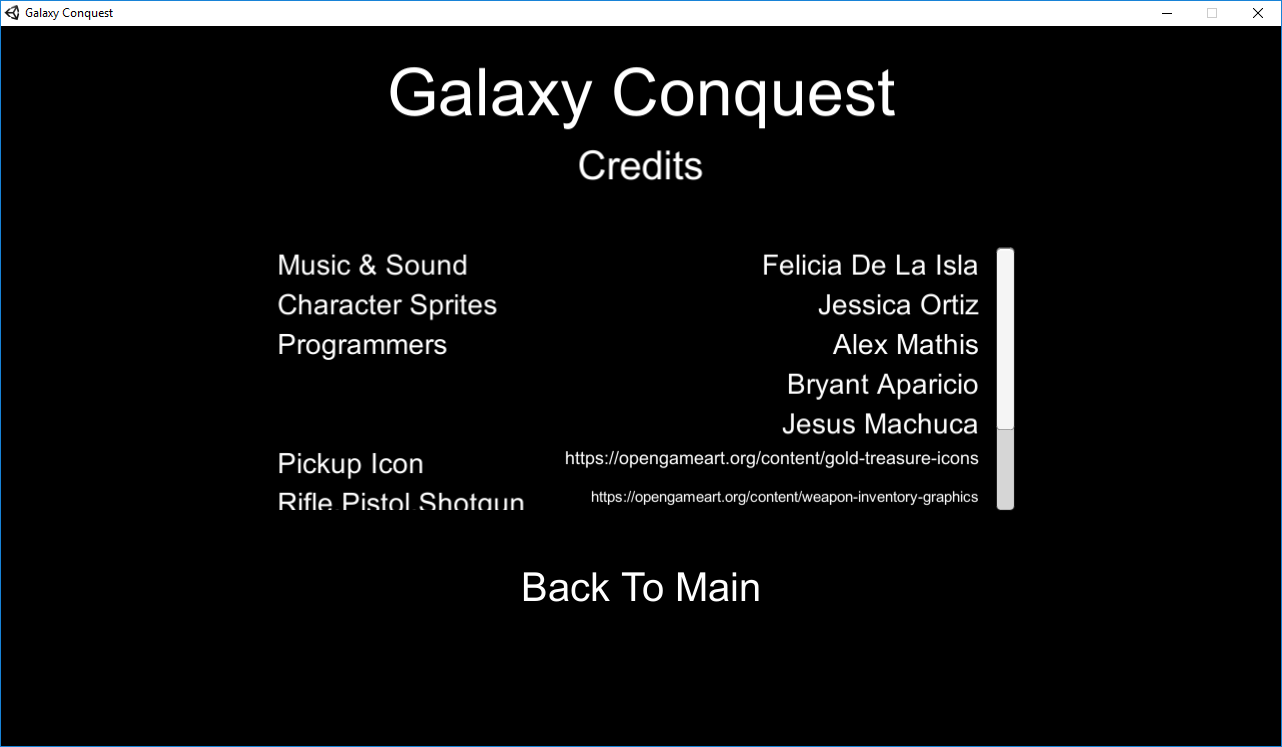 Galaxy Conquest
Galaxy Conquest
Credits
Music & Sound Felicia De La Isla
Character Sprites Jessica Ortiz
Programmers Alex Mathis
Bryant Aparicio
Jesus Machuca
Pickup Icon https://opengameart.org/content/gold-treasure-icons
Rifle,Pistol,Shotgun https://opengameart.org/content/weapon-inventory-graphics
Back To Main